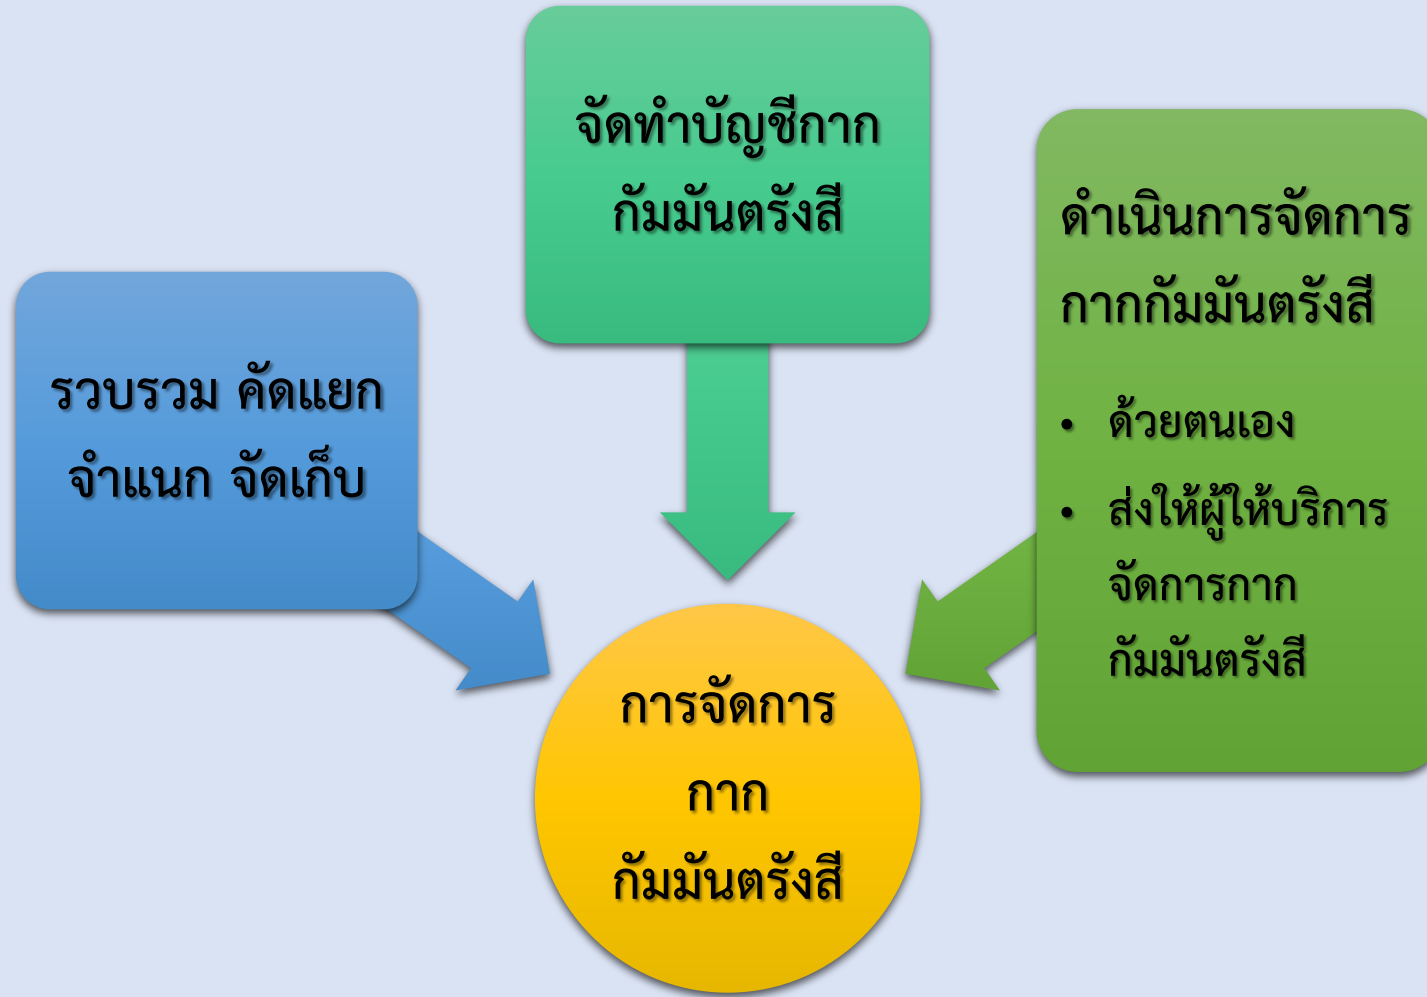 จัดทำบัญชีกาก
กัมมันตรังสี
รวบรวม คัดแยก
จำแนก จัดเก็บ
ดำเนินการจัดการ
กากกัมมันตรังสี
• ด้วยตนเอง
• ส่งให้ผู้ให้บริการ
จัดการกาก
กัมมันตรังสี
การจัดการ
กาก
กัมมันตรังสี